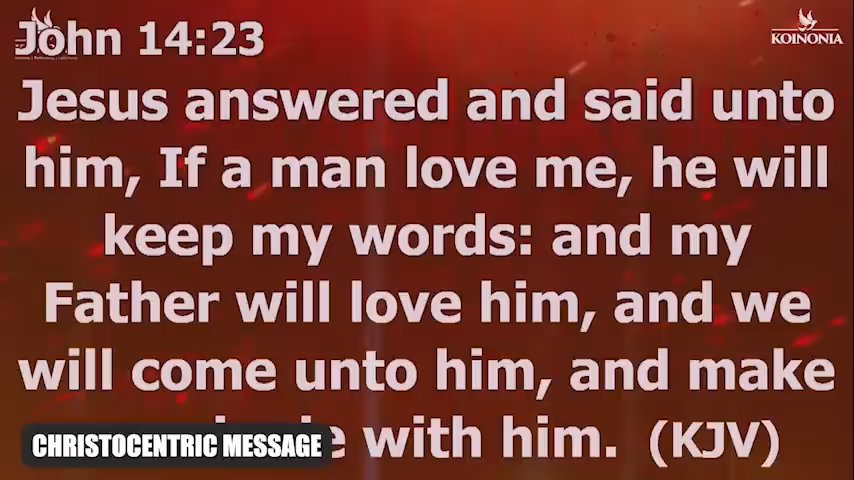 John 14:23
KOINONIA
Jesus answered and said unto
him, If a man love me, he will
keep my words: and my
Father will love him, and we
will come unto him, and make
with him. (KJV)
CHRISTOCENTRIC MESSAGE